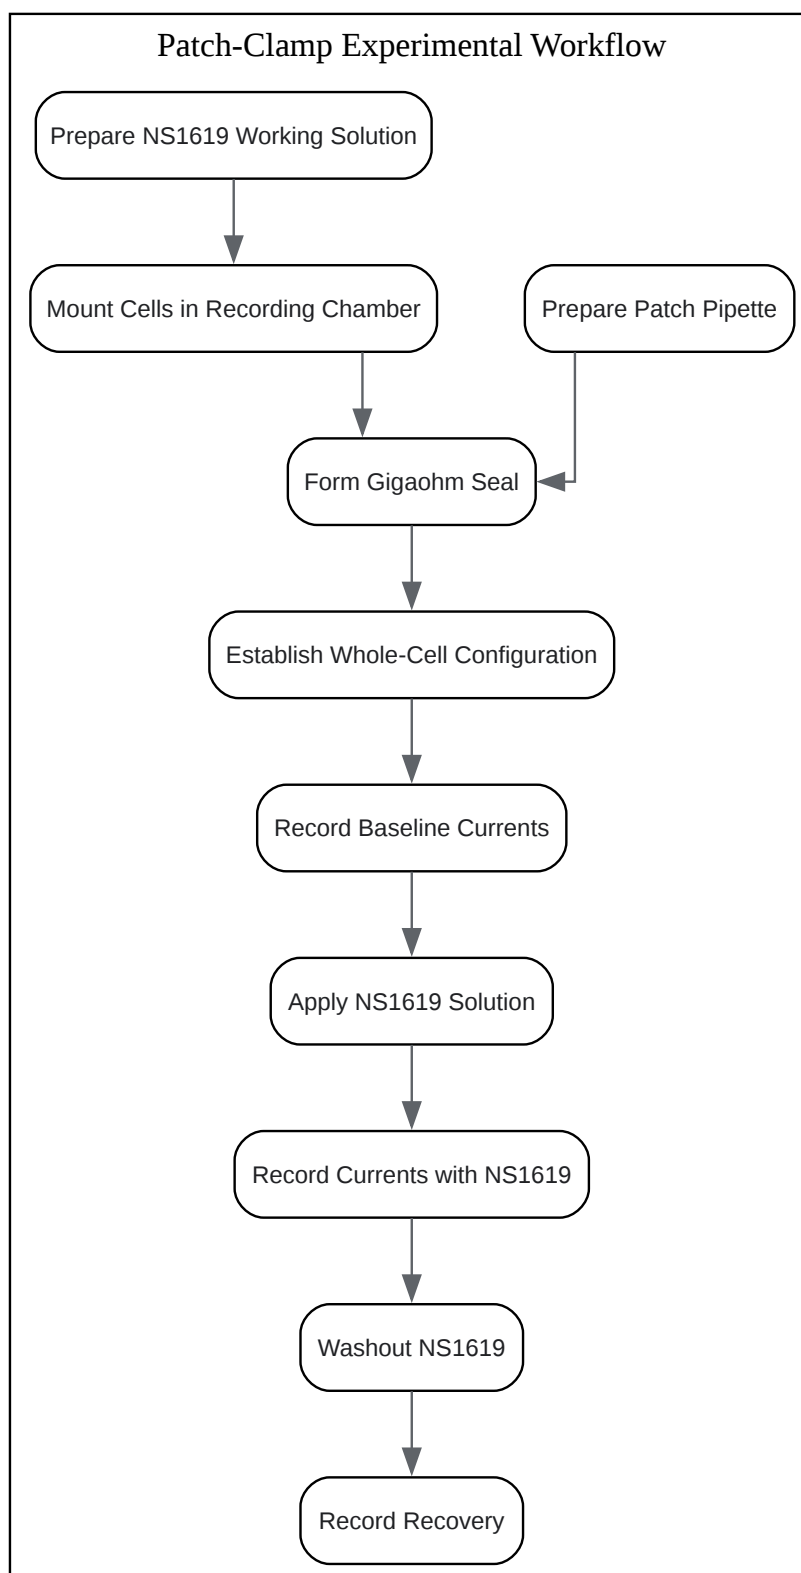 Patch-Clamp Experimental Workflow
Prepare NS1619 Working Solution
Mount Cells in Recording Chamber
Prepare Patch Pipette
Form Gigaohm Seal
Establish Whole-Cell Configuration
Record Baseline Currents
Apply NS1619 Solution
Record Currents with NS1619
Washout NS1619
Record Recovery